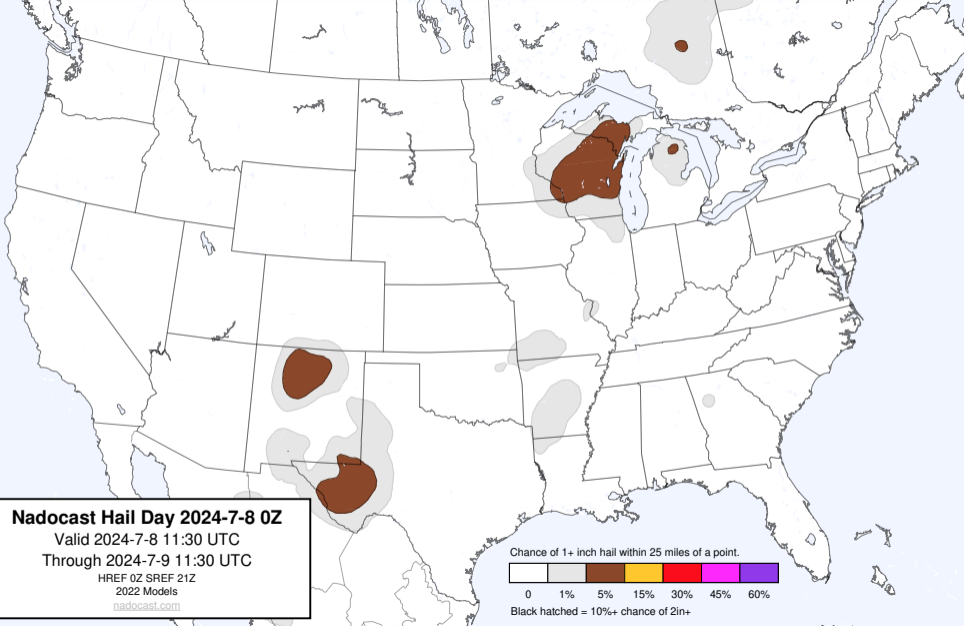 Nadocast Hail Day 2024-7-8 0Z
Valid 2024-7-8 11:30 UTC
Through 2024-7-9 11:30 UTC
HREF 0Z SREF 21Z
2022 Models
nadocast.com
Chance of 1+ inch hail within 25 miles of a point.
0 1% 5% 15% 30% 45% 60%
Black hatched = 10%+ chance of 2in+